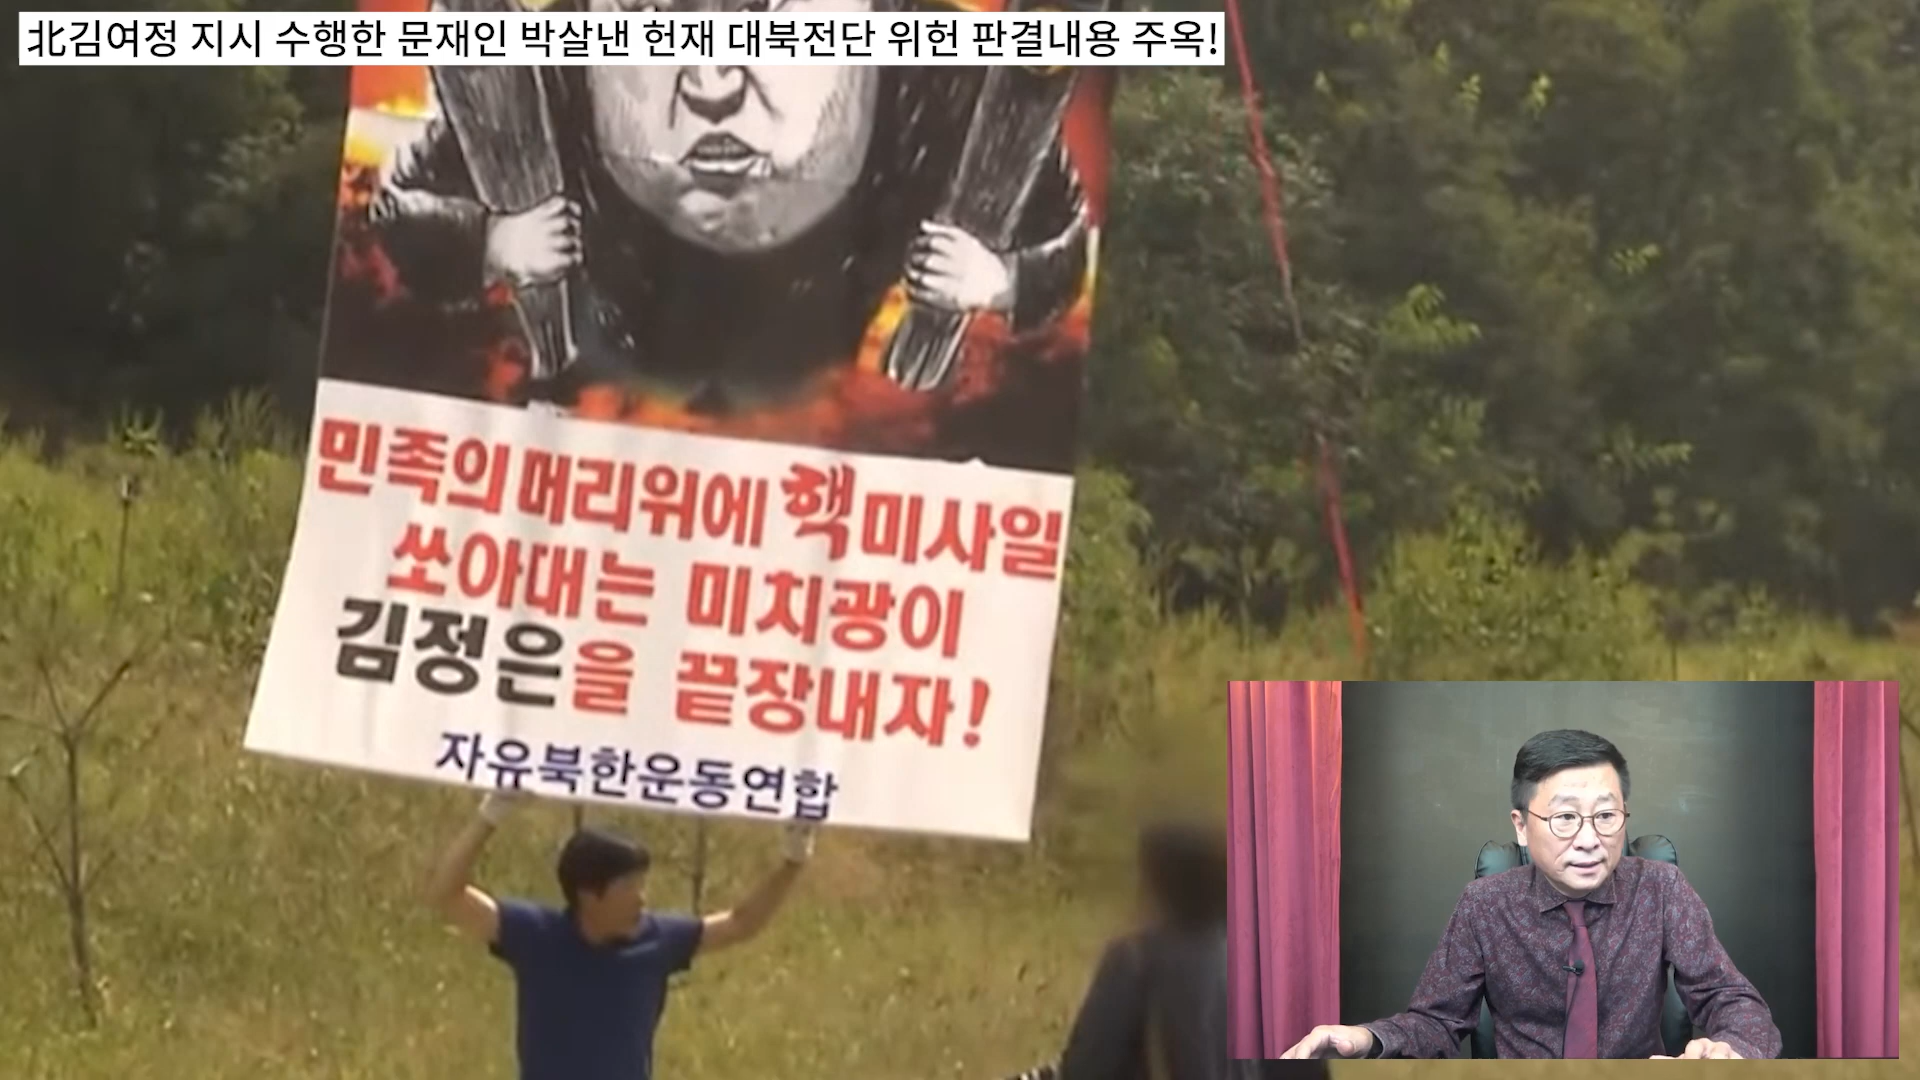 北김여정 지시 수행한 문재인 박살낸 헌재 대북전단 위헌 판결내용 주옥!
민족의 머리위에 핵 미사일
쏘아대는 미치광이
김정은을 끝장내자!
자유북한운동연합